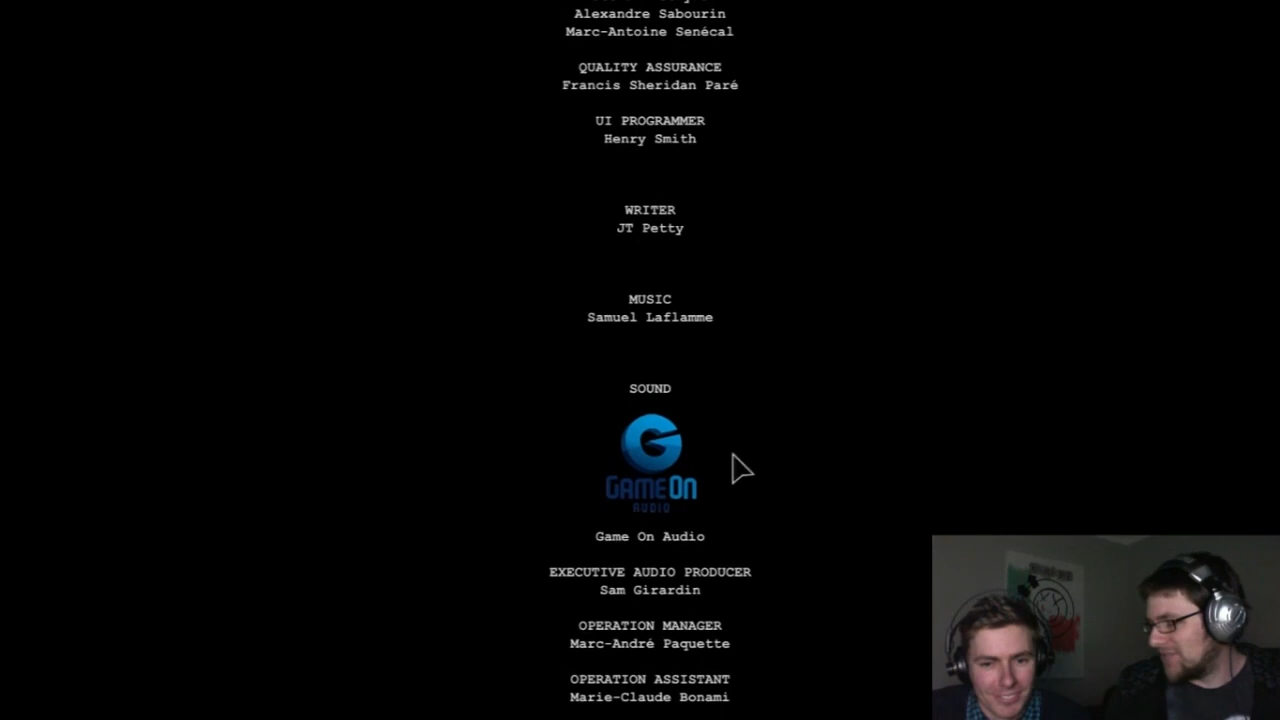 Alexandre Sabourin
Marc-Antoine Senécal
QUALITY ASSURANCE
Francis Sheridan Paré
UI PROGRAMMER
Henry Smith
WRITER
JT Petty
MUSIC
Samuel Laflamme
SOUND
GAMEON
AUDIO
Game On Audio
EXECUTIVE AUDIO PRODUCER
Sam Girardin
OPERATION MANAGER
Marc-André Paquette
OPERATION ASSISTANT
Marie-Claude Bonami